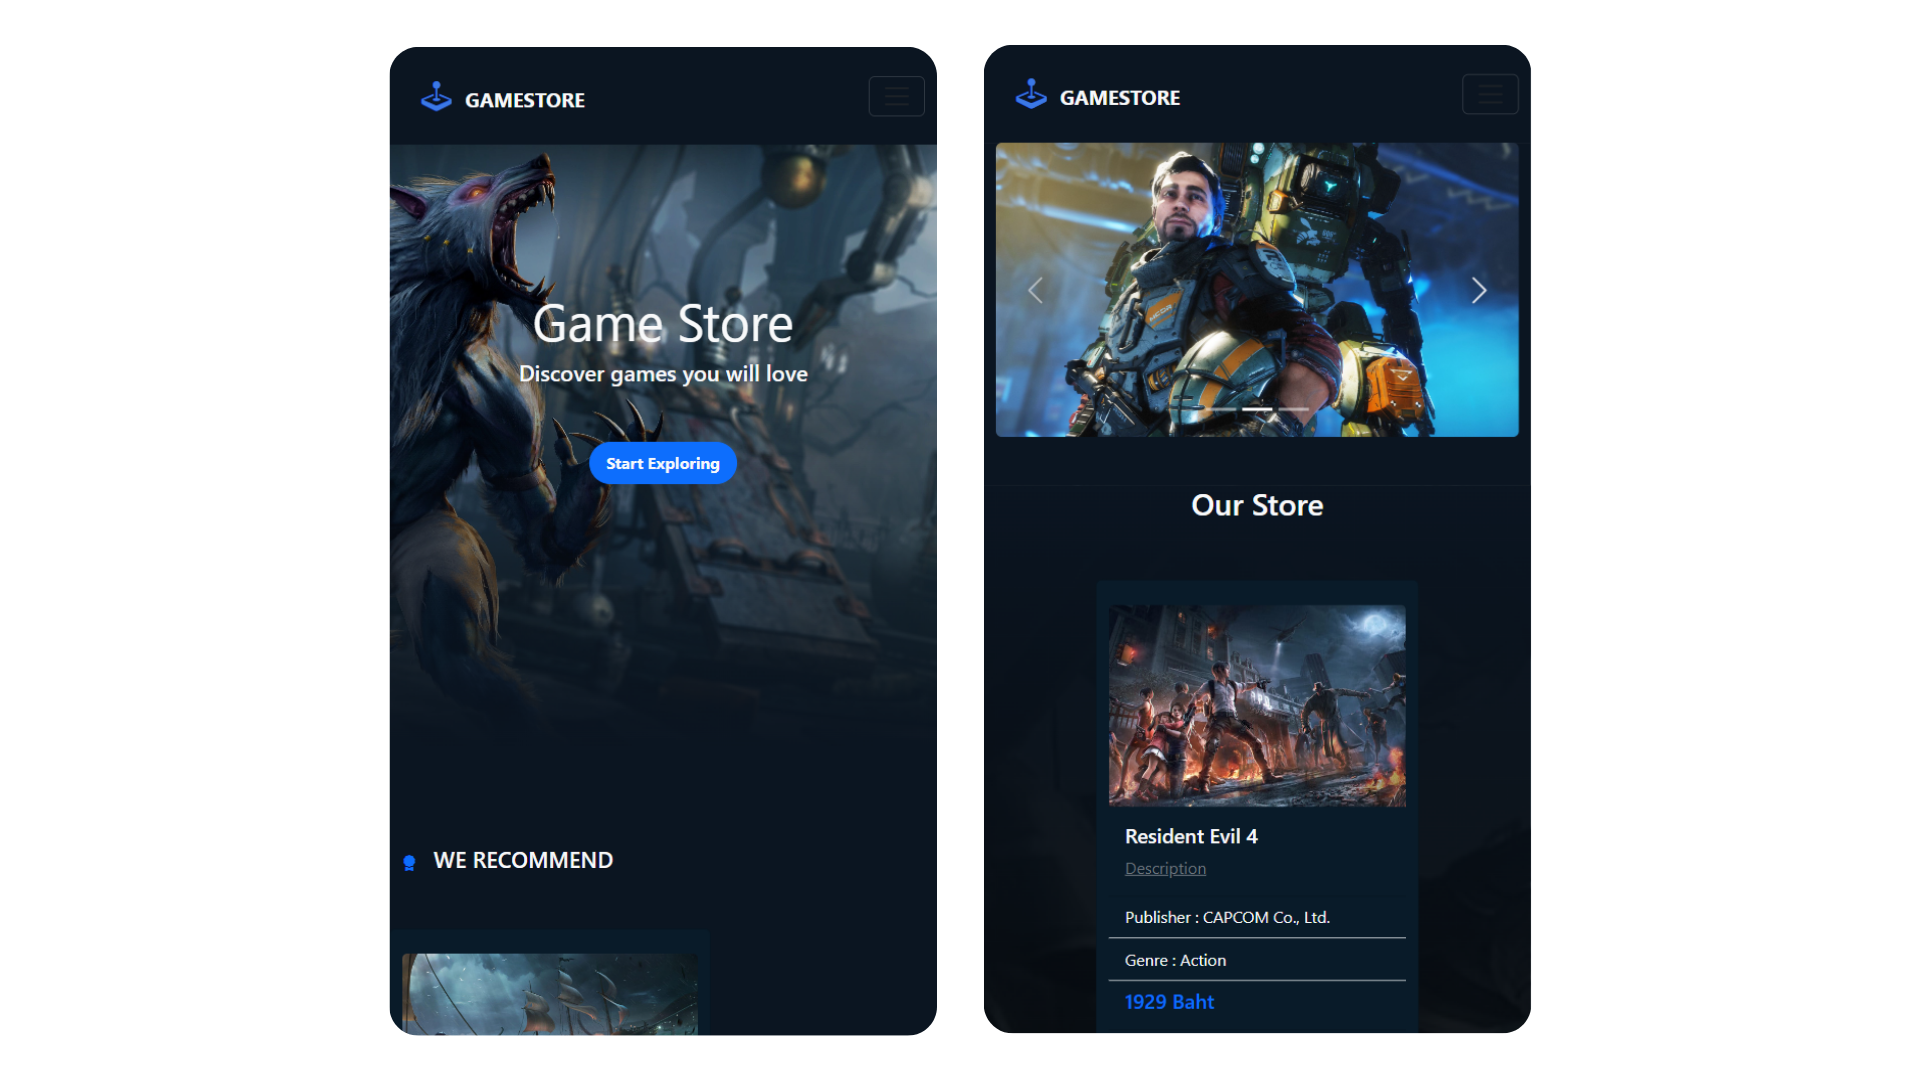 GAMESTORE
Game Store
Discover games you will love
Start Exploring
WE RECOMMEND
GAMESTORE
Our Store
Resident Evil 4
Description
Publisher : CAPCOM Co., Ltd.
Genre : Action
1929 Baht